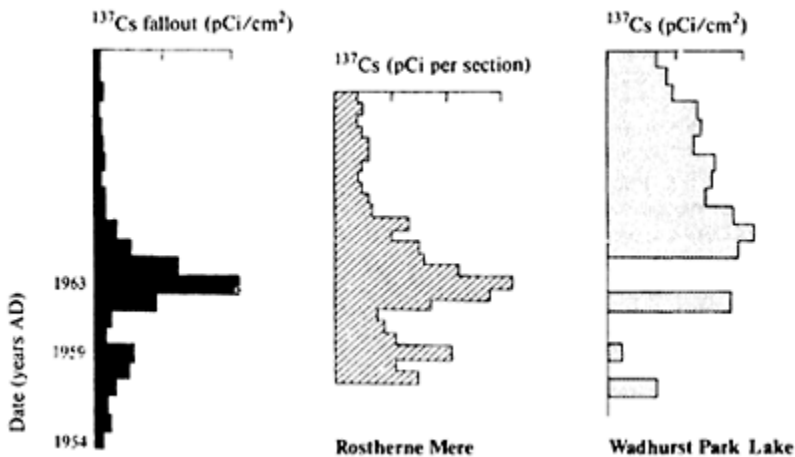 ¹³⁷Cs fallout (pCi/cm²)
¹³⁷Cs (pCi per section)
¹³⁷Cs (pCi/cm²)
Date (years AD)
1963
1959
1954
Rostherne Mere
Wadhurst Park Lake